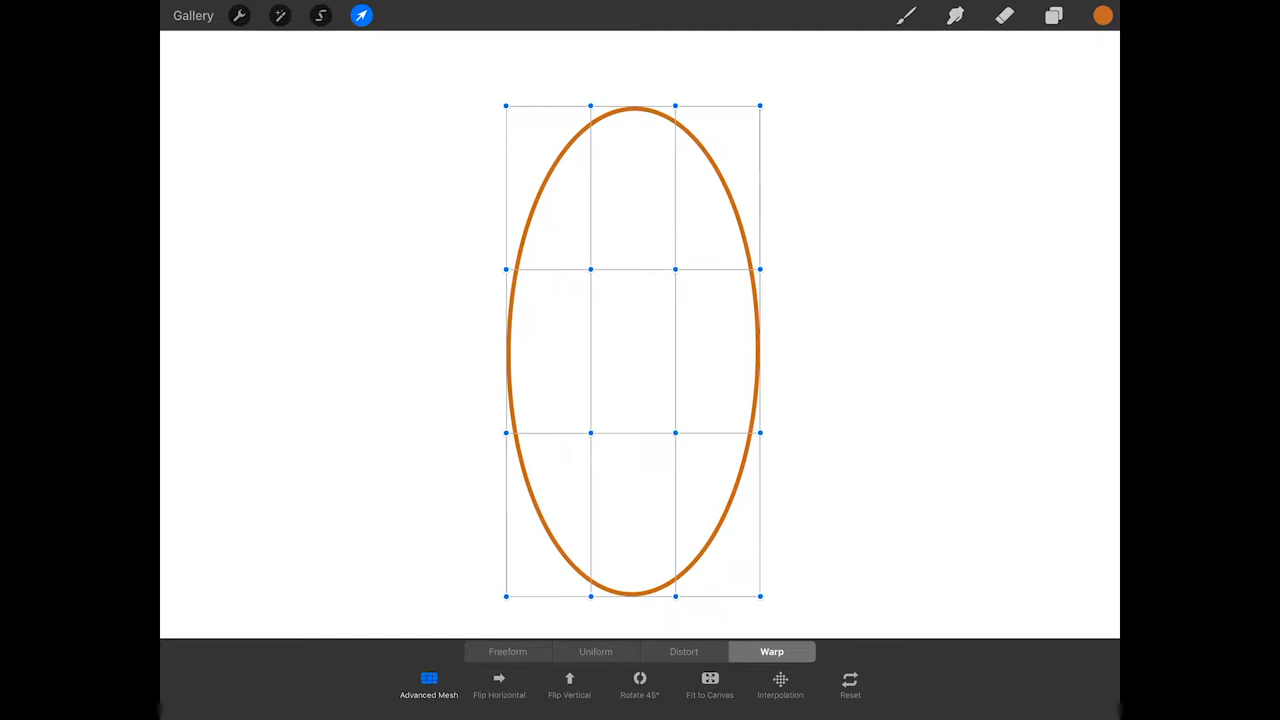 Gallery
Freeform Uniform Distort Warp
Advanced Mesh Flip Horizontal Flip Vertical Rotate 45° Fit to Canvas Interpolation Reset